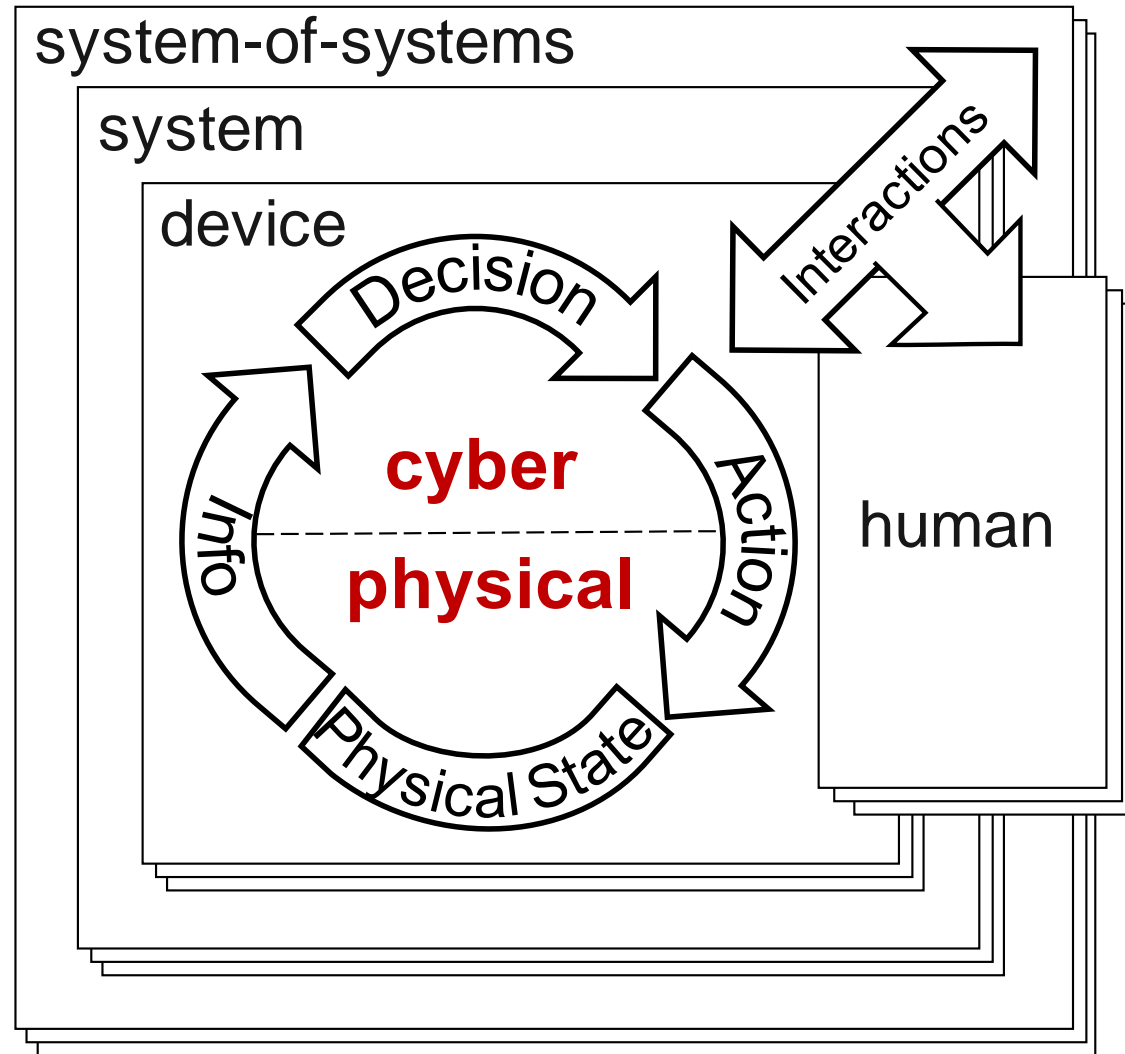 system-of-systems
system
device
Interactions
Decision
Action
Info
cyber
physical
Physical State
human